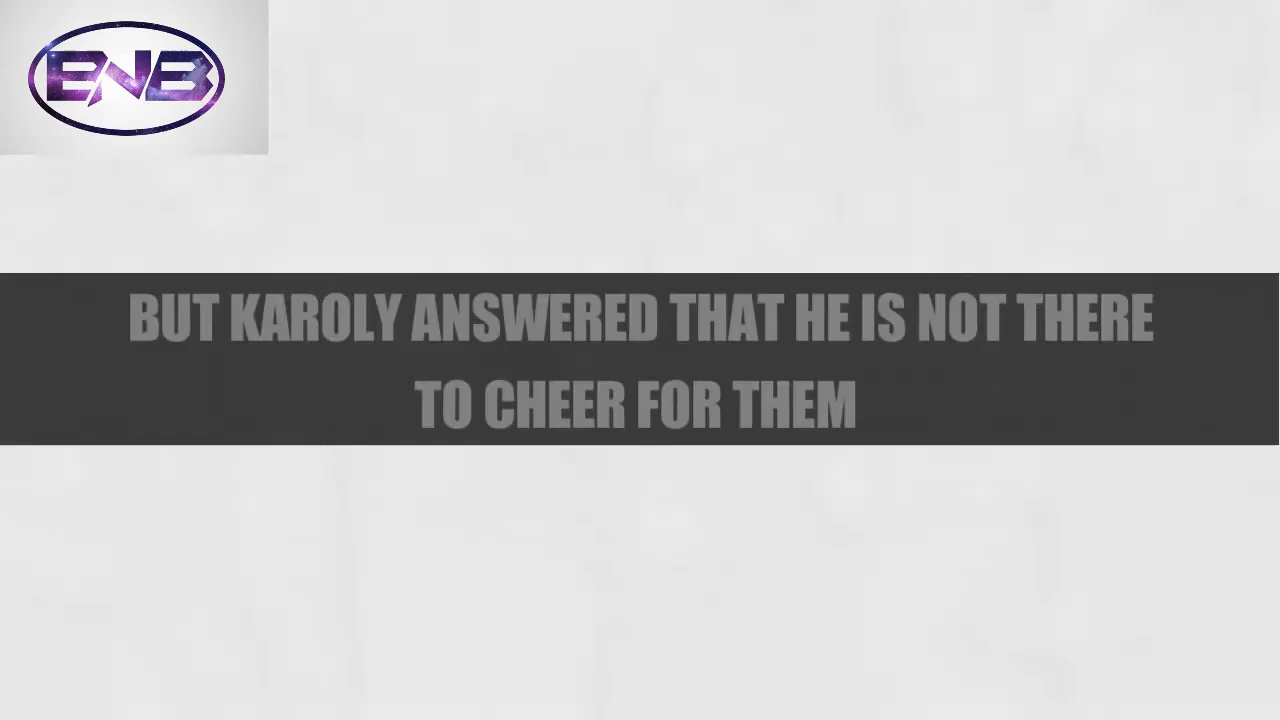 ENB
BUT KAROLY ANSWERED THAT HE IS NOT THERE
TO CHEER FOR THEM